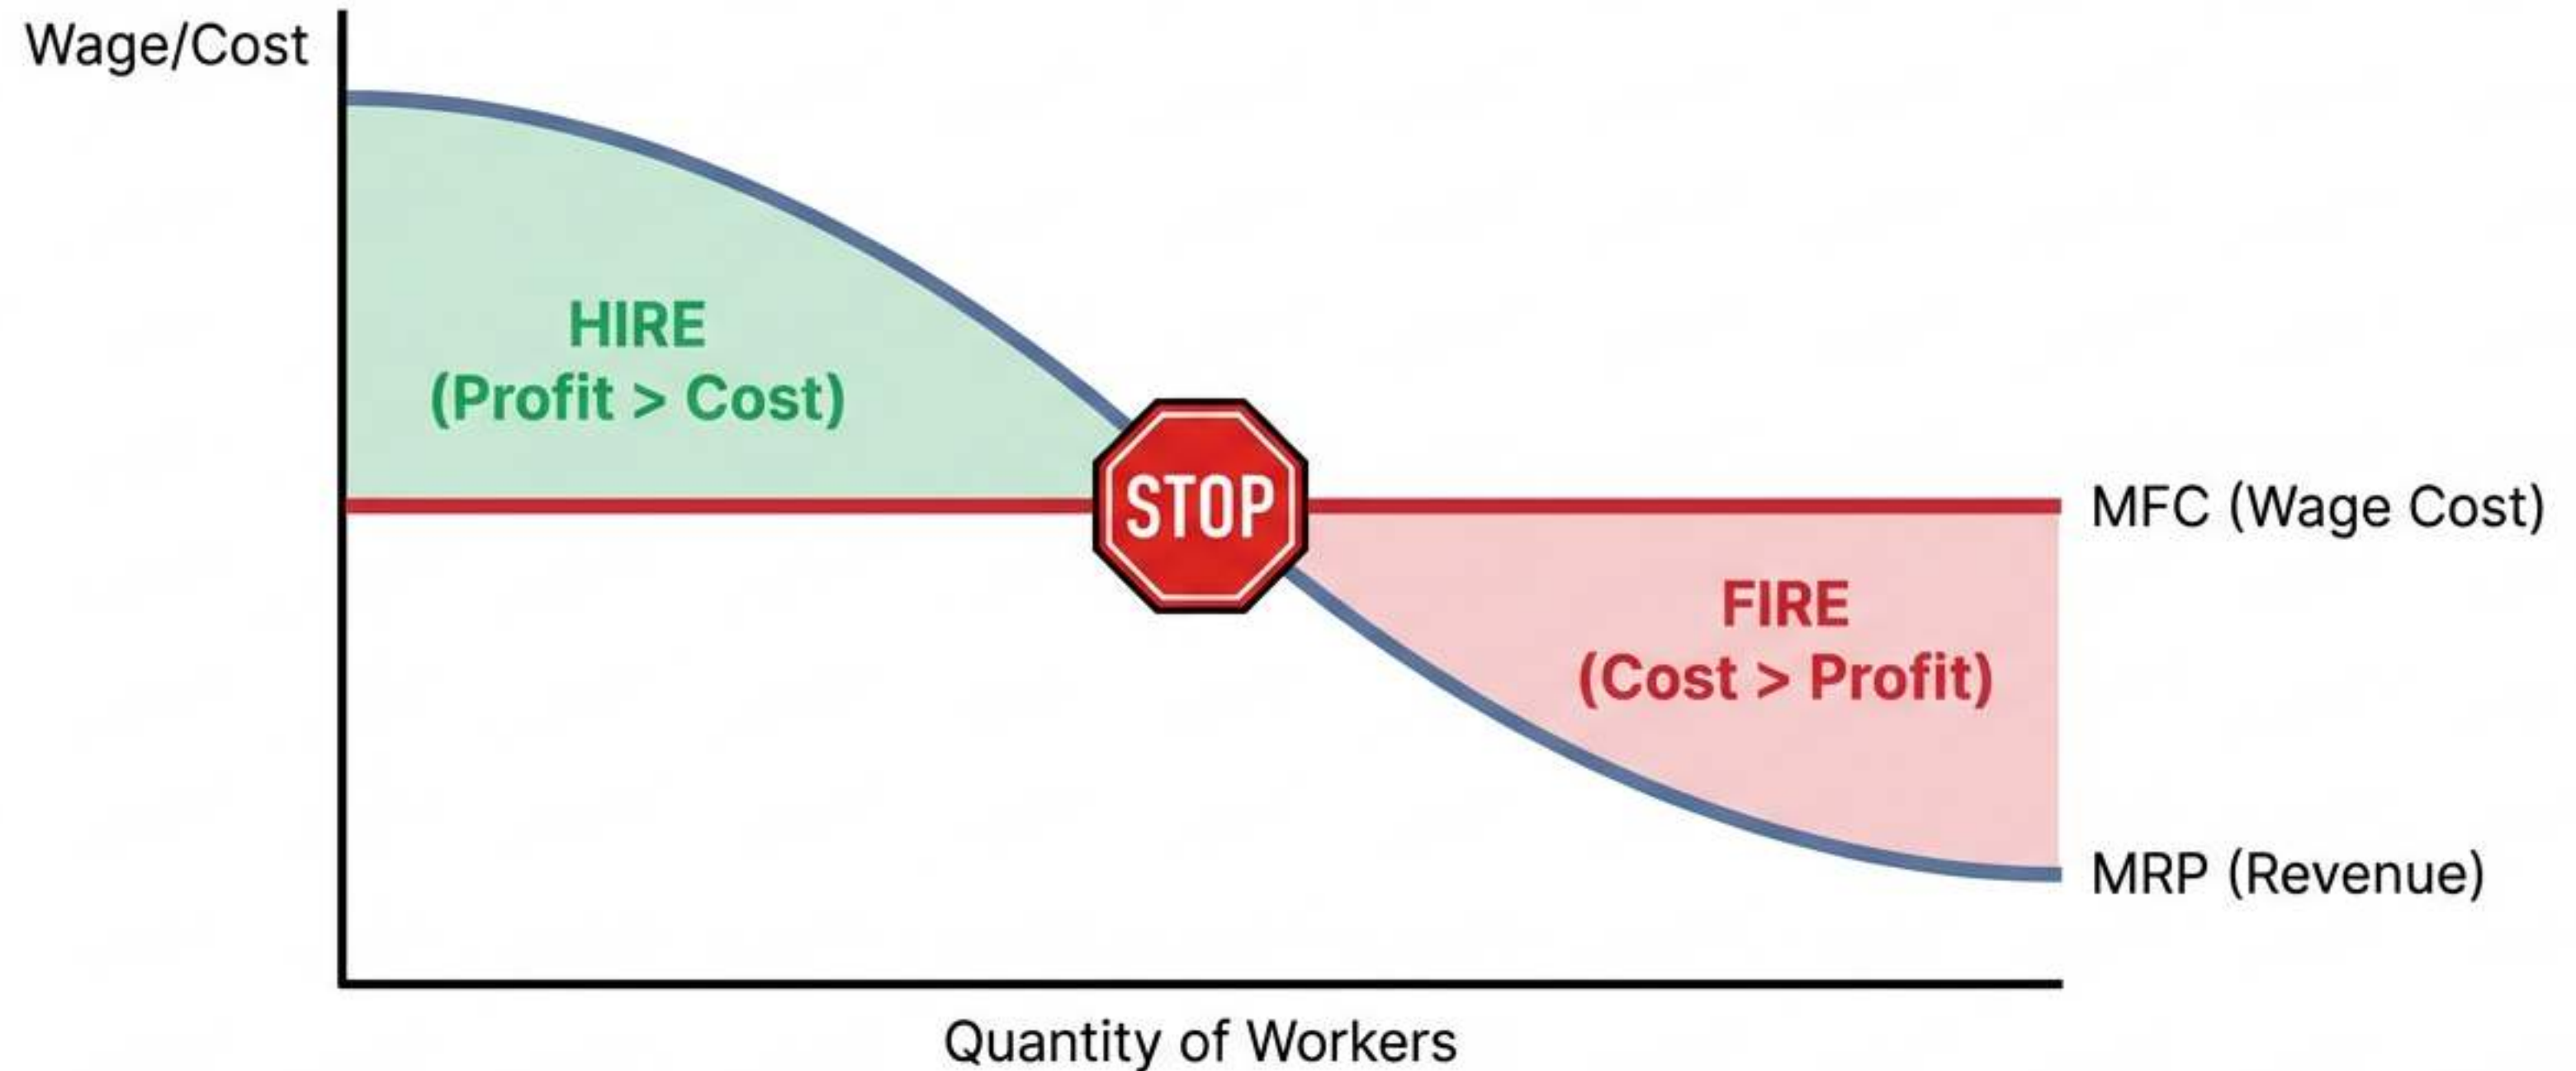 Wage/Cost
HIRE
(Profit > Cost)
STOP
MFC (Wage Cost)
FIRE
(Cost > Profit)
MRP (Revenue)
Quantity of Workers